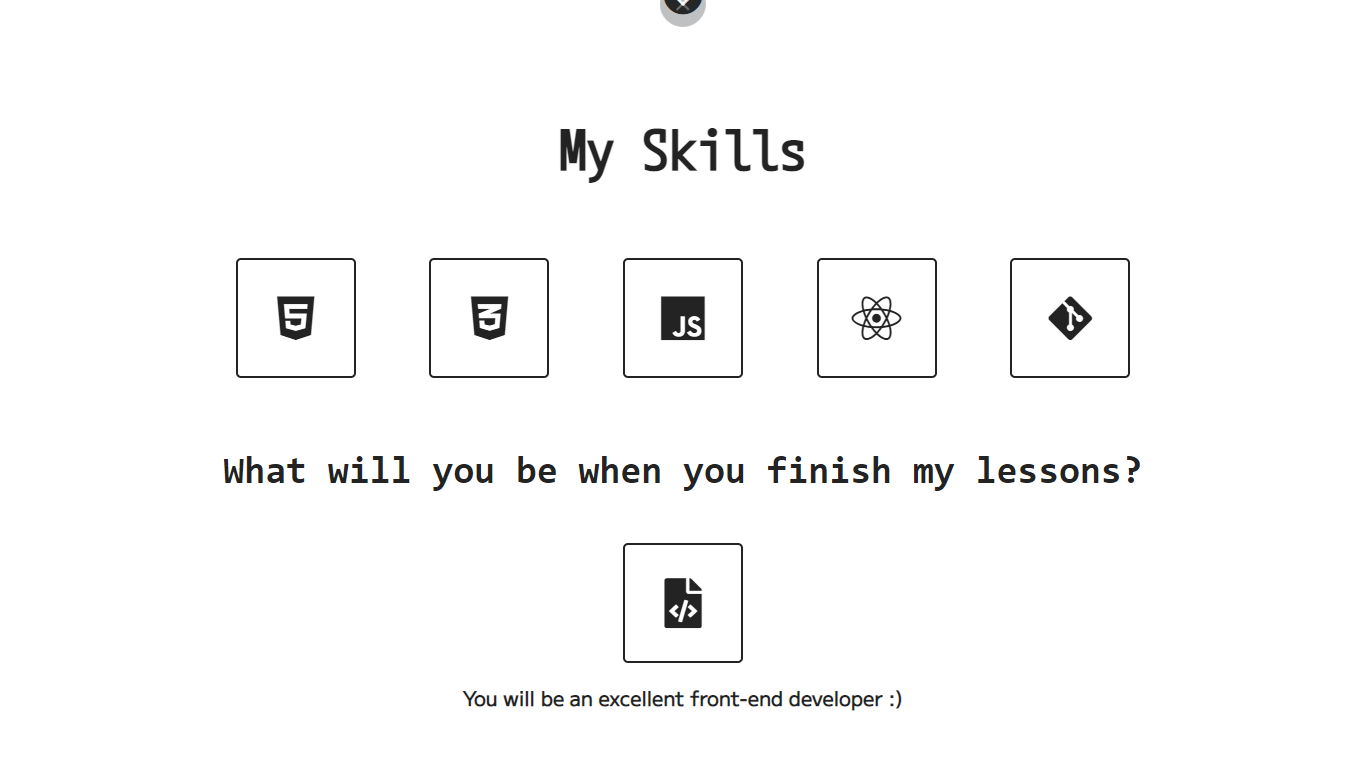 My Skills
JS
What will you be when you finish my lessons?
</>
You will be an excellent front-end developer :)